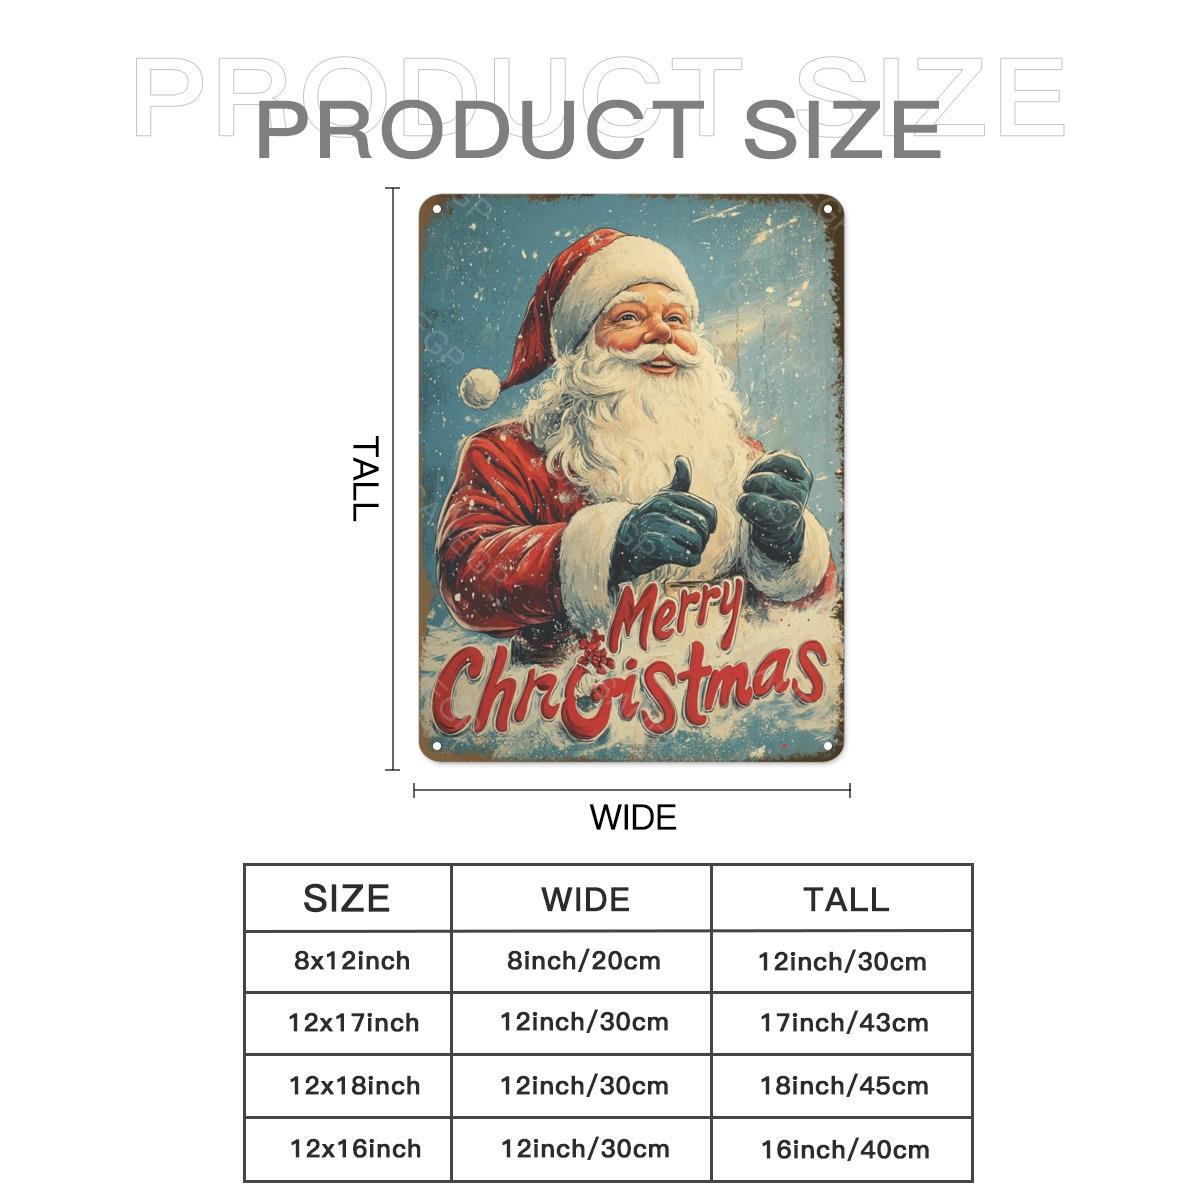 PRODUCT SIZE
PRODUCT SIZE
TALL
Merry
Chrisistmas
WIDE
SIZE WIDE TALL
8x12inch 8inch/20cm 12inch/30cm
12x17inch 12inch/30cm 17inch/43cm
12x18inch 12inch/30cm 18inch/45cm
12x16inch 12inch/30cm 16inch/40cm